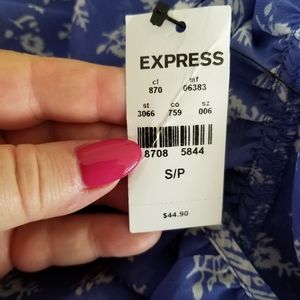 EXPRESS
cl mf
870 06383
st co sz
3066 759 006
8708 5844
S/P
$44.90